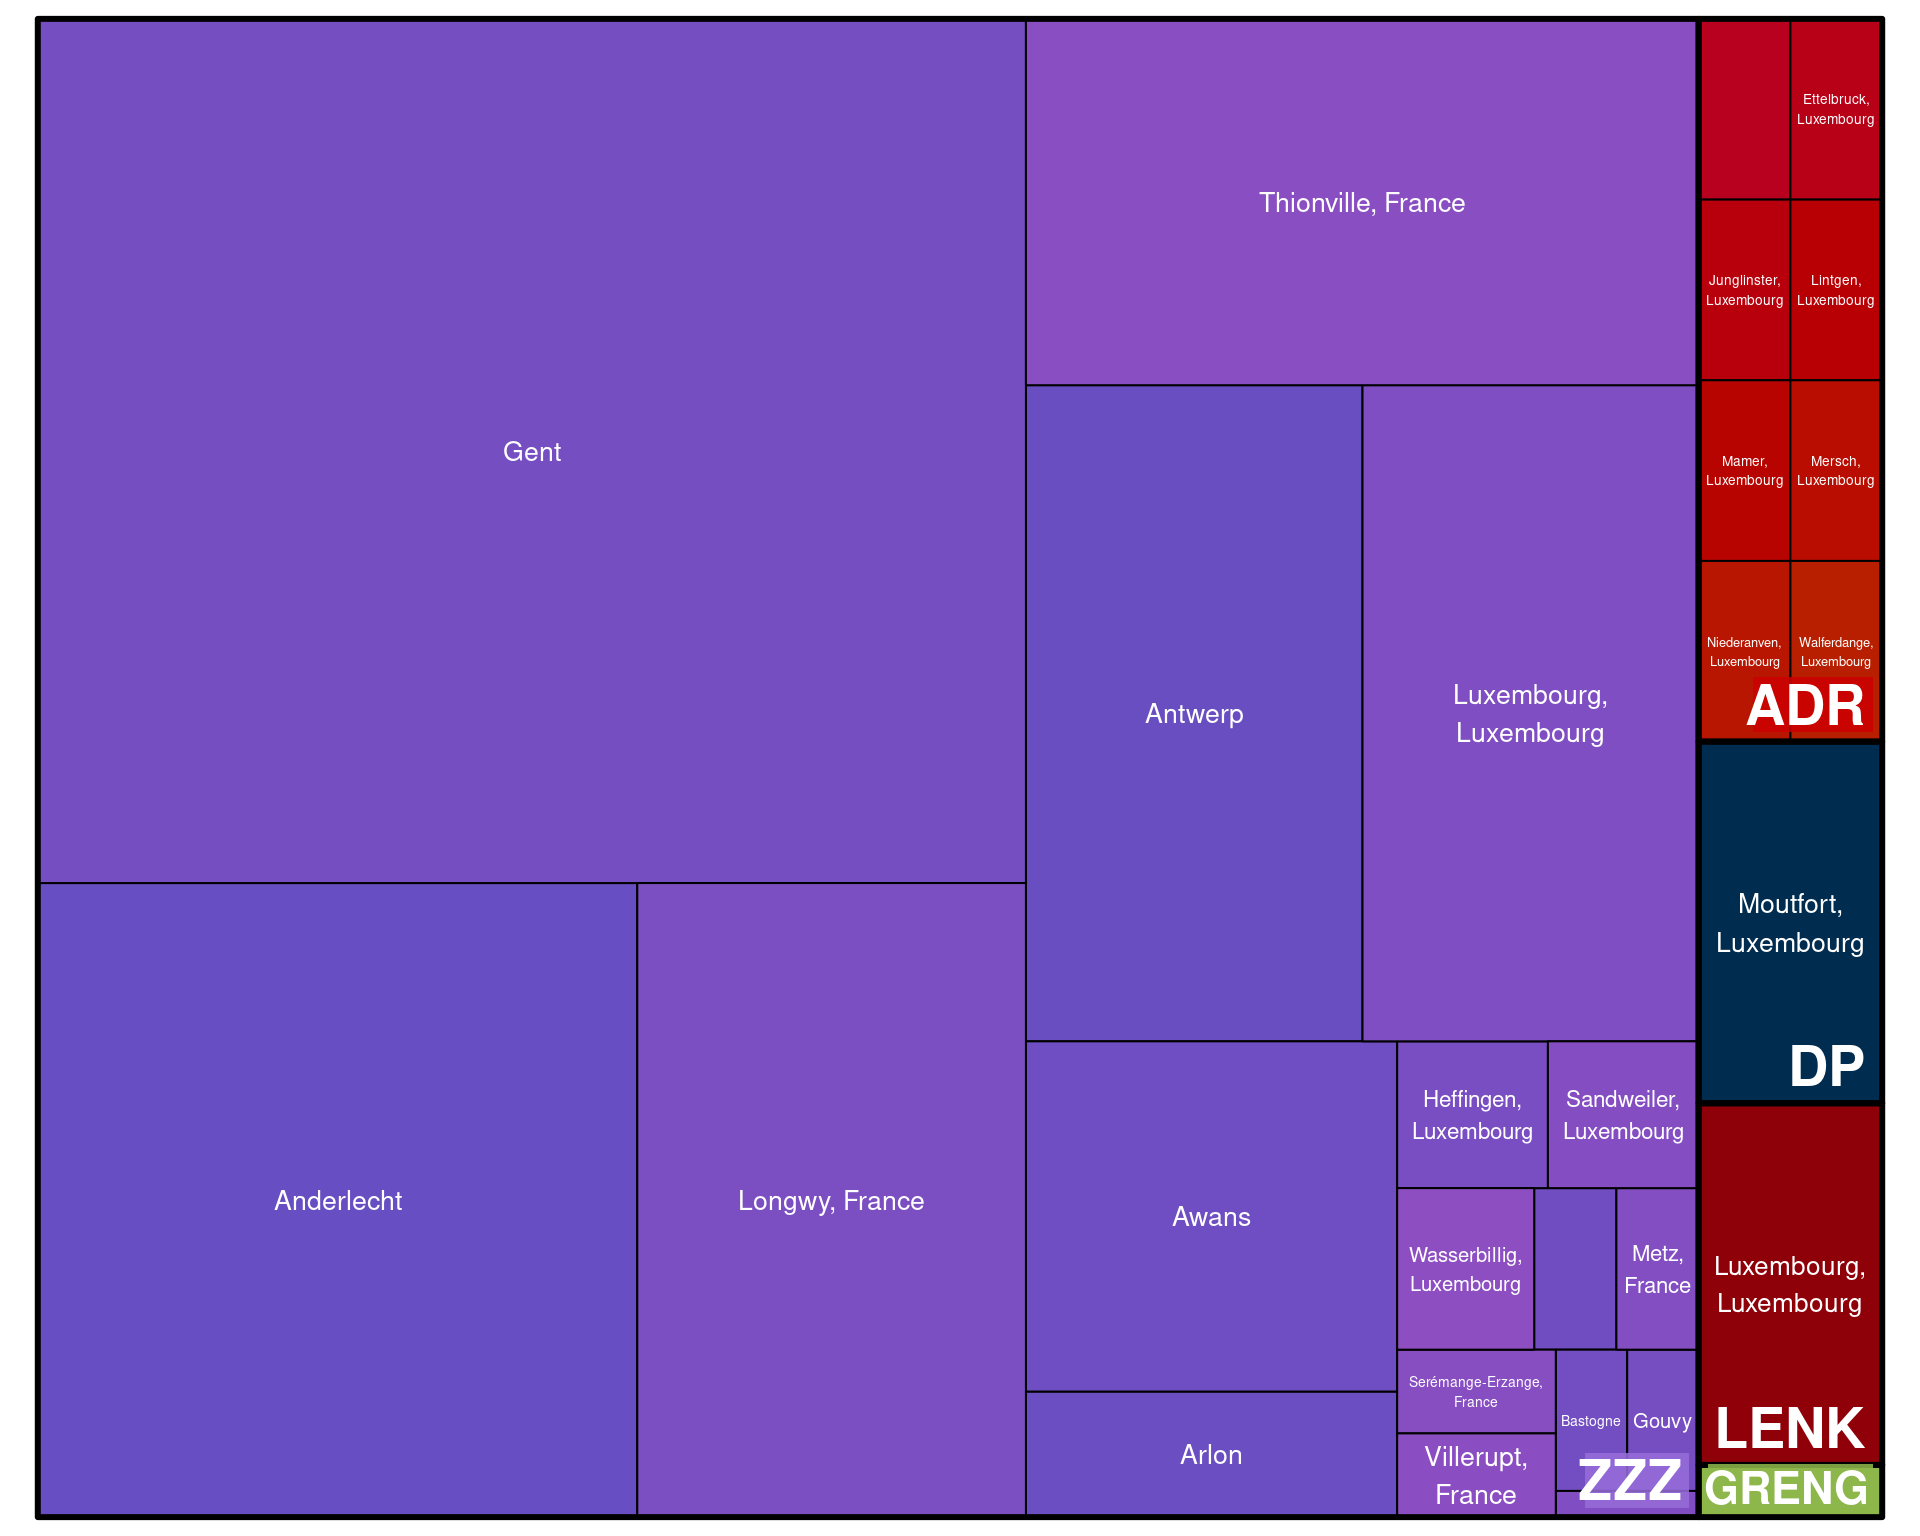 Gent
Thionville, France
Antwerp
Luxembourg,
Luxembourg
Anderlecht
Longwy, France
Awans
Arlon
Heffingen,
Luxembourg
Sandweiler,
Luxembourg
Wasserbillig,
Luxembourg
Metz,
France
Serémange-Erzange,
France
Villerupt,
France
Bastogne
Gouvy
ZZZ
Ettelbruck,
Luxembourg
Junglinster,
Luxembourg
Lintgen,
Luxembourg
Mamer,
Luxembourg
Mersch,
Luxembourg
Niederanven,
Luxembourg
Walferdange,
Luxembourg
ADR
Moutfort,
Luxembourg
DP
Luxembourg,
Luxembourg
LENK
GRENG